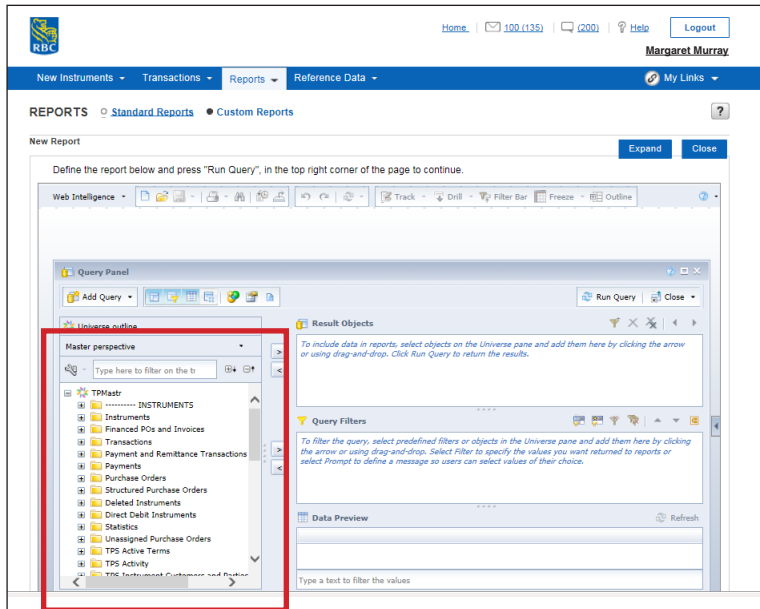 RBC
Home 100 (135) (200) Help Logout
Margaret Murray
New Instruments Transactions Reports Reference Data My Links
REPORTS Standard Reports Custom Reports ?
New Report
Expand Close
Define the report below and press "Run Query", in the top right corner of the page to continue.
Web Intelligence Track Drill Filter Bar Freeze Outline
Query Panel
Add Query Run Query Close
Universe outline
Master perspective
Type here to filter on the tr
TPMastr
---------- INSTRUMENTS
Instruments
Financed POs and Invoices
Transactions
Payment and Remittance Transactions
Payments
Purchase Orders
Structured Purchase Orders
Deleted Instruments
Direct Debit Instruments
Statistics
Unassigned Purchase Orders
TPS Active Terms
TPS Activity
TPS Instrument Customers and Parties
Result Objects
To include data in reports, select objects on the Universe pane and add them here by clicking the arrow
or using drag-and-drop. Click Run Query to return the results.
Query Filters
To filter the query, select predefined filters or objects in the Universe pane and add them here by clicking
the arrow or using drag-and-drop. Select Filter to specify the values you want returned to reports or
select Prompt to define a message so users can select values of their choice.
Data Preview Refresh
Type a text to filter the values